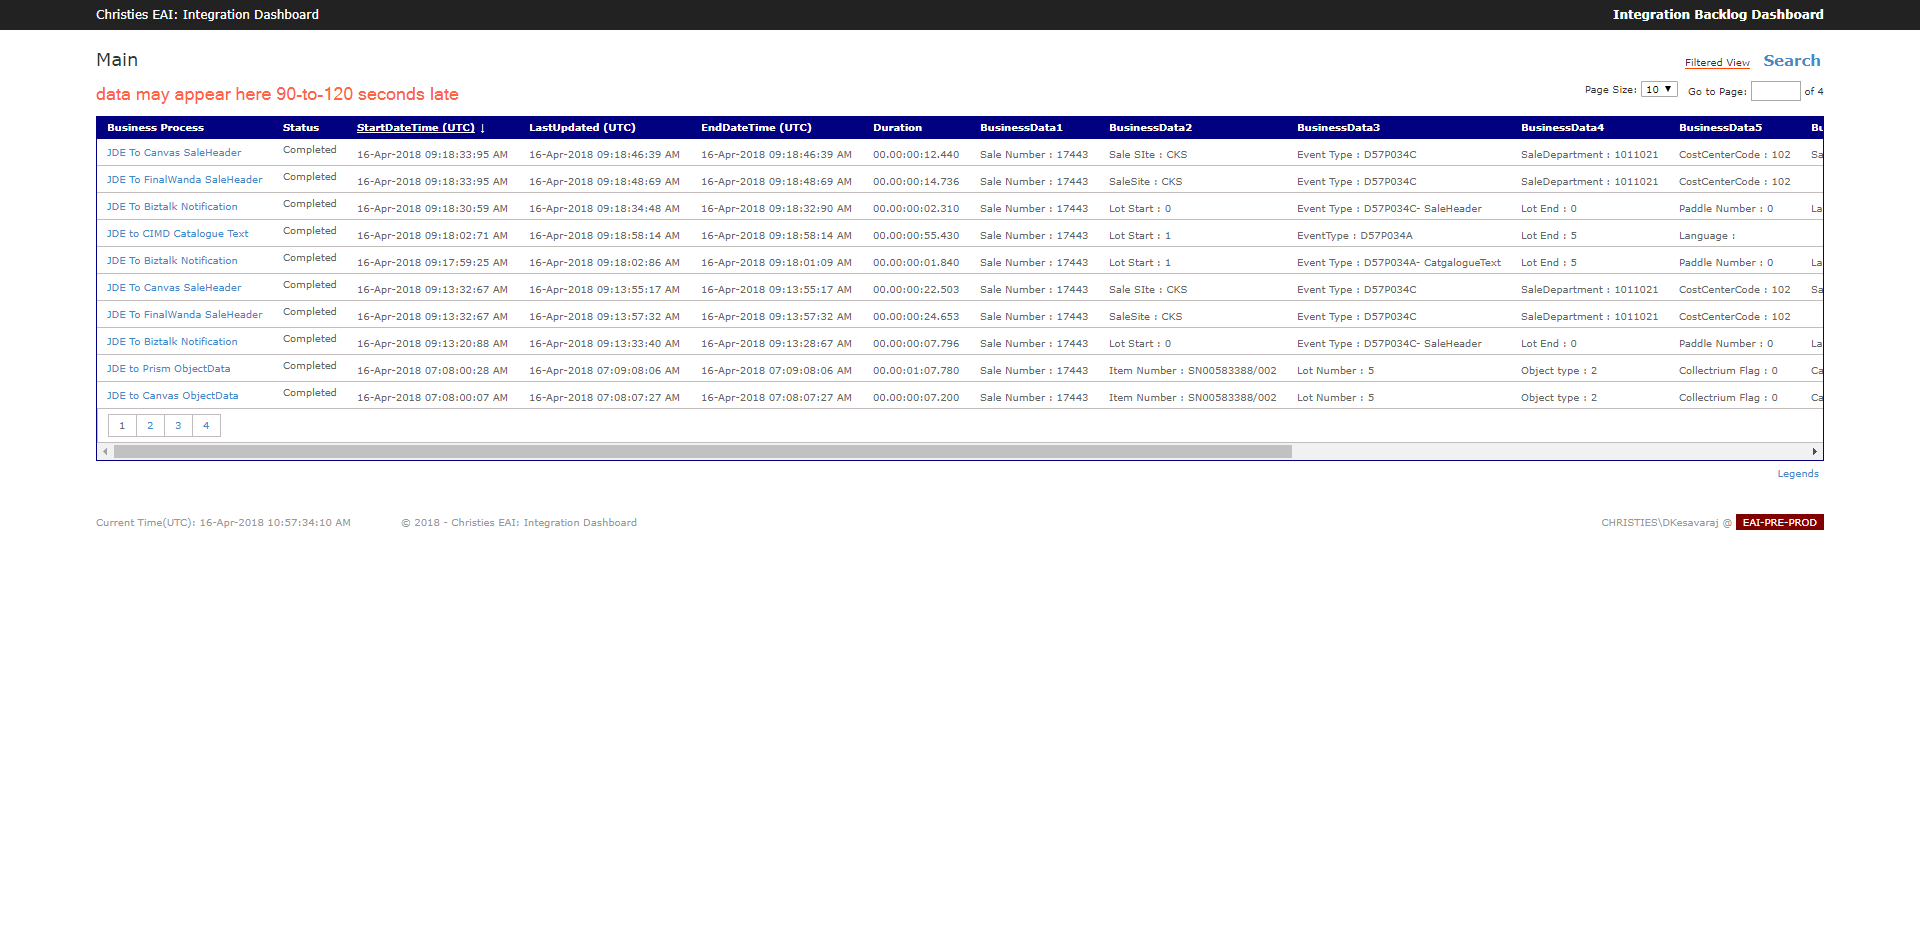 Christies EAI: Integration Dashboard Integration Backlog Dashboard
Main
Filtered View Search
data may appear here 90-to-120 seconds late
Page Size: 10 ▼ Go to Page: of 4
Business Process Status StartDateTime (UTC) ↓ LastUpdated (UTC) EndDateTime (UTC) Duration BusinessData1 BusinessData2 BusinessData3 BusinessData4 BusinessData5 Bu
JDE To Canvas SaleHeader Completed 16-Apr-2018 09:18:33:95 AM 16-Apr-2018 09:18:46:39 AM 16-Apr-2018 09:18:46:39 AM 00.00:00:12.440 Sale Number : 17443 Sale SIte : CKS Event Type : D57P034C SaleDepartment : 1011021 CostCenterCode : 102 Sa
JDE To FinalWanda SaleHeader Completed 16-Apr-2018 09:18:33:95 AM 16-Apr-2018 09:18:48:69 AM 16-Apr-2018 09:18:48:69 AM 00.00:00:14.736 Sale Number : 17443 SaleSite : CKS Event Type : D57P034C SaleDepartment : 1011021 CostCenterCode : 102
JDE To Biztalk Notification Completed 16-Apr-2018 09:18:30:59 AM 16-Apr-2018 09:18:34:48 AM 16-Apr-2018 09:18:32:90 AM 00.00:00:02.310 Sale Number : 17443 Lot Start : 0 Event Type : D57P034C- SaleHeader Lot End : 0 Paddle Number : 0 La
JDE to CIMD Catalogue Text Completed 16-Apr-2018 09:18:02:71 AM 16-Apr-2018 09:18:58:14 AM 16-Apr-2018 09:18:58:14 AM 00.00:00:55.430 Sale Number : 17443 Lot Start : 1 EventType : D57P034A Lot End : 5 Language :
JDE To Biztalk Notification Completed 16-Apr-2018 09:17:59:25 AM 16-Apr-2018 09:18:02:86 AM 16-Apr-2018 09:18:01:09 AM 00.00:00:01.840 Sale Number : 17443 Lot Start : 1 Event Type : D57P034A- CatgalogueText Lot End : 5 Paddle Number : 0 La
JDE To Canvas SaleHeader Completed 16-Apr-2018 09:13:32:67 AM 16-Apr-2018 09:13:55:17 AM 16-Apr-2018 09:13:55:17 AM 00.00:00:22.503 Sale Number : 17443 Sale SIte : CKS Event Type : D57P034C SaleDepartment : 1011021 CostCenterCode : 102 Sa
JDE To FinalWanda SaleHeader Completed 16-Apr-2018 09:13:32:67 AM 16-Apr-2018 09:13:57:32 AM 16-Apr-2018 09:13:57:32 AM 00.00:00:24.653 Sale Number : 17443 SaleSite : CKS Event Type : D57P034C SaleDepartment : 1011021 CostCenterCode : 102
JDE To Biztalk Notification Completed 16-Apr-2018 09:13:20:88 AM 16-Apr-2018 09:13:33:40 AM 16-Apr-2018 09:13:28:67 AM 00.00:00:07.796 Sale Number : 17443 Lot Start : 0 Event Type : D57P034C- SaleHeader Lot End : 0 Paddle Number : 0 La
JDE to Prism ObjectData Completed 16-Apr-2018 07:08:00:28 AM 16-Apr-2018 07:09:08:06 AM 16-Apr-2018 07:09:08:06 AM 00.00:01:07.780 Sale Number : 17443 Item Number : SN00583388/002 Lot Number : 5 Object type : 2 Collectrium Flag : 0 Ca
JDE to Canvas ObjectData Completed 16-Apr-2018 07:08:00:07 AM 16-Apr-2018 07:08:07:27 AM 16-Apr-2018 07:08:07:27 AM 00.00:00:07.200 Sale Number : 17443 Item Number : SN00583388/002 Lot Number : 5 Object type : 2 Collectrium Flag : 0 Ca
1 2 3 4
Legends
Current Time(UTC): 16-Apr-2018 10:57:34:10 AM © 2018 - Christies EAI: Integration Dashboard CHRISTIES\DKesavaraj @ EAI-PRE-PROD